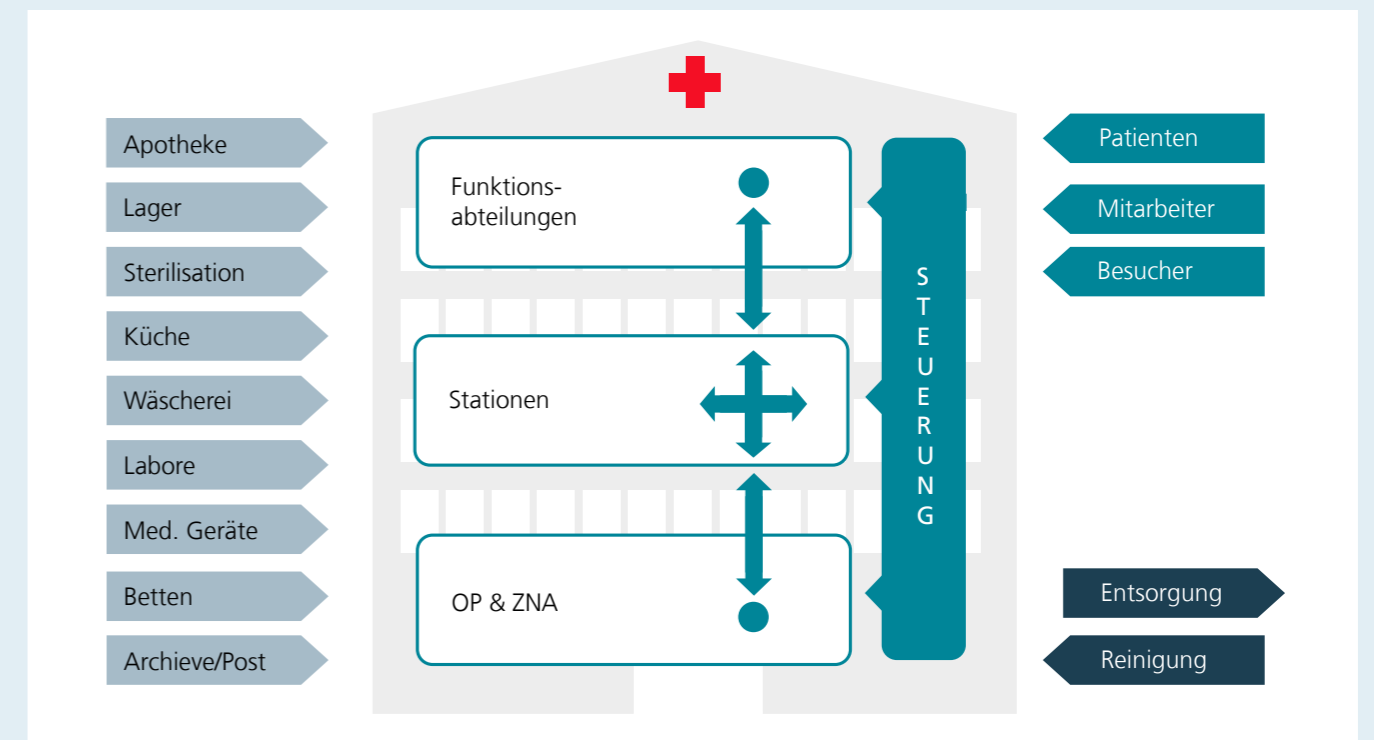 Apotheke
Lager
Sterilisation
Küche
Wäscherei
Labore
Med. Geräte
Betten
Archieve/Post
Funktions-
abteilungen
Stationen
OP & ZNA
STEUERUNG
Patienten
Mitarbeiter
Besucher
Entsorgung
Reinigung